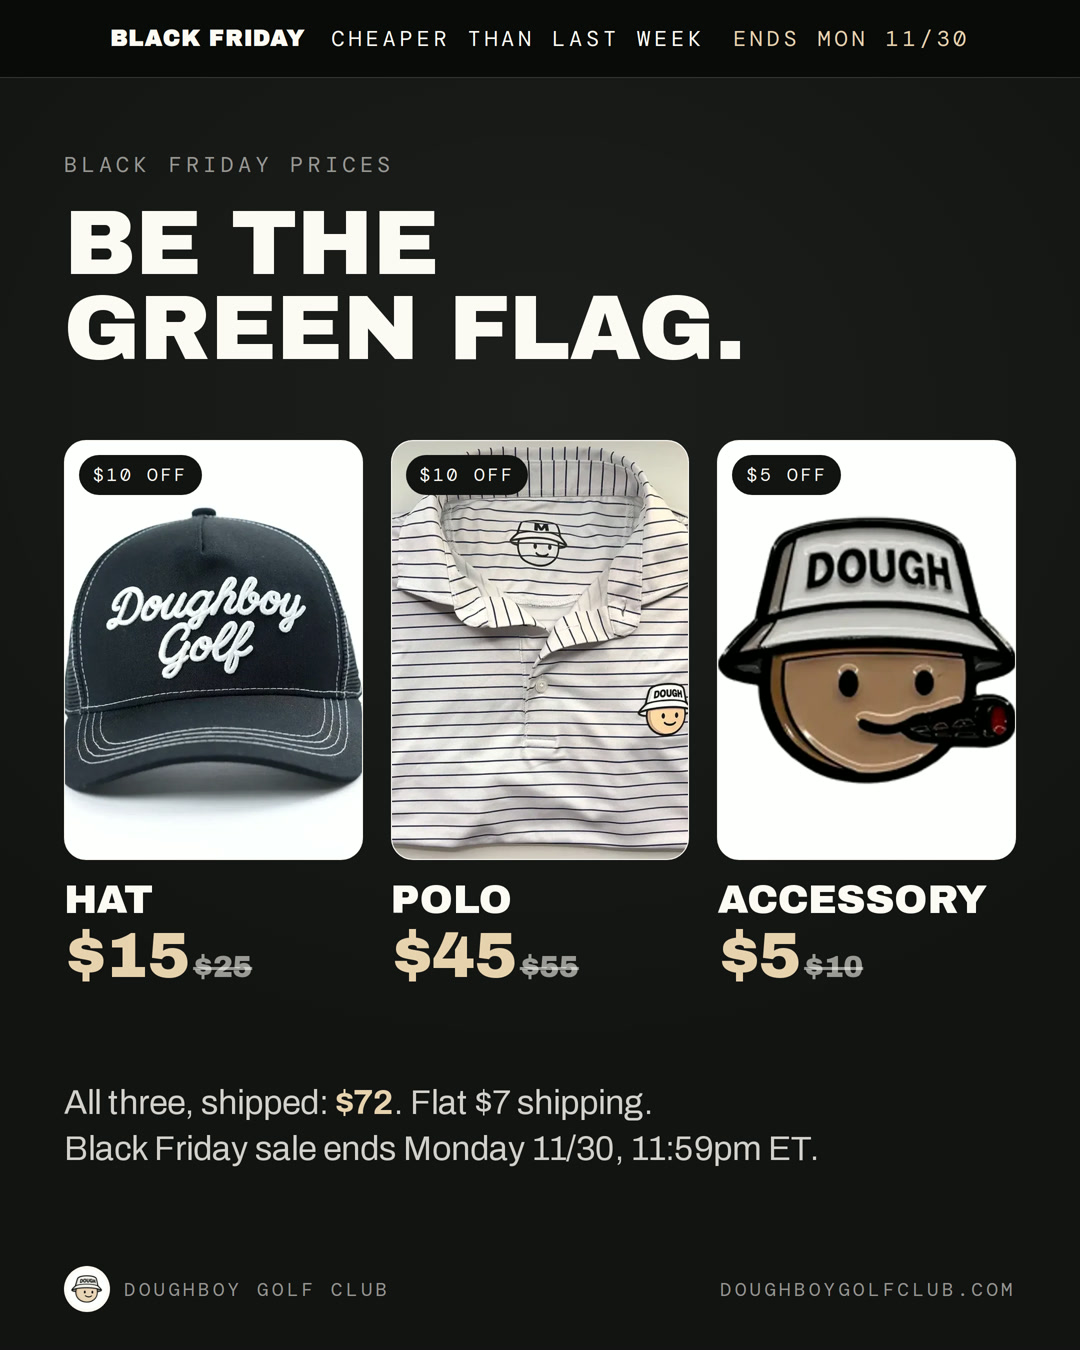 BLACK FRIDAY CHEAPER THAN LAST WEEK ENDS MON 11/30
BLACK FRIDAY PRICES
BE THE
GREEN FLAG.
$10 OFF
Doughboy
Golf
$10 OFF
M
DOUGH
$5 OFF
DOUGH
HAT
$15 $25
POLO
$45 $55
ACCESSORY
$5 $10
All three, shipped: $72. Flat $7 shipping.
Black Friday sale ends Monday 11/30, 11:59pm ET.
DOUGH
DOUGHBOY GOLF CLUB
DOUGHBOYGOLFCLUB.COM